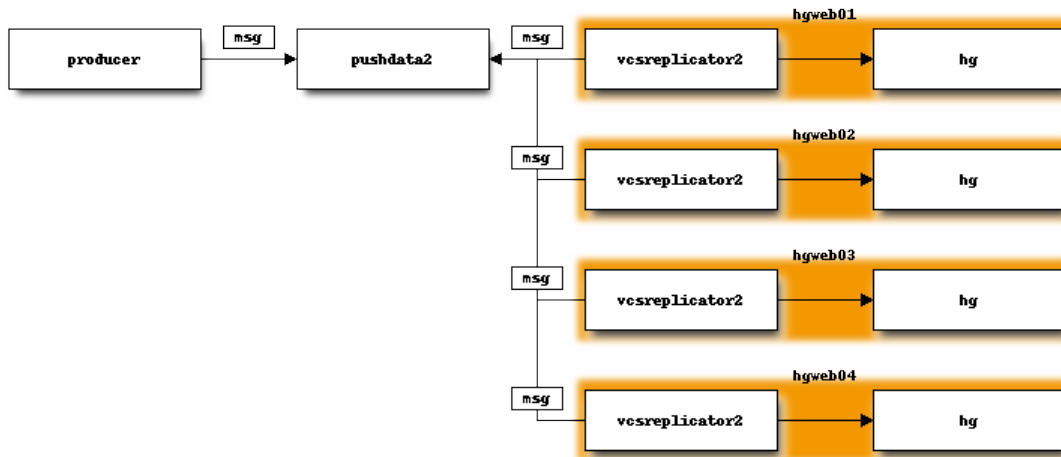 hgweb01
msg
msg
producer
pushdata2
vcsreplicator2
hg
hgweb02
msg
vcsreplicator2
hg
hgweb03
msg
vcsreplicator2
hg
hgweb04
msg
vcsreplicator2
hg